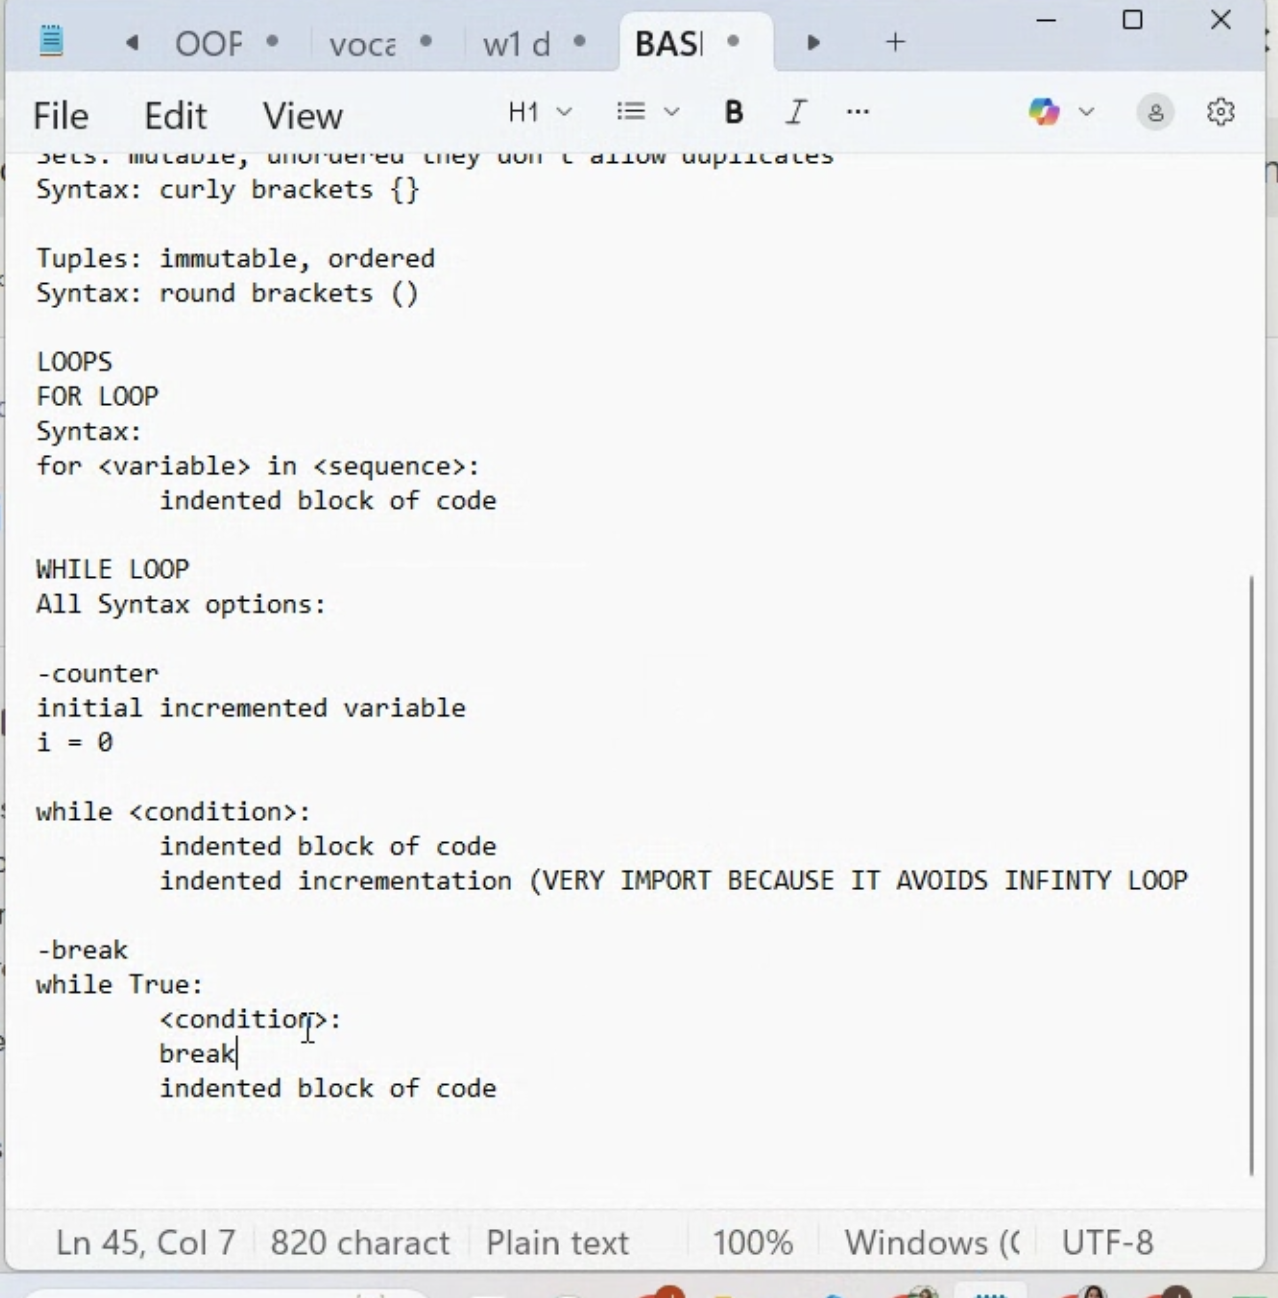 OOP
voca
w1 d
BASI
File Edit View H1 B I ...
Sets: mutable, unordered they don't allow duplicates
Syntax: curly brackets {}
Tuples: immutable, ordered
Syntax: round brackets ()
LOOPS
FOR LOOP
Syntax:
for <variable> in <sequence>:
indented block of code
WHILE LOOP
All Syntax options:
-counter
initial incremented variable
i = 0
while <condition>:
indented block of code
indented incrementation (VERY IMPORT BECAUSE IT AVOIDS INFINTY LOOP
-break
while True:
<condition>:
break
indented block of code
Ln 45, Col 7 820 charact Plain text 100% Windows (C UTF-8